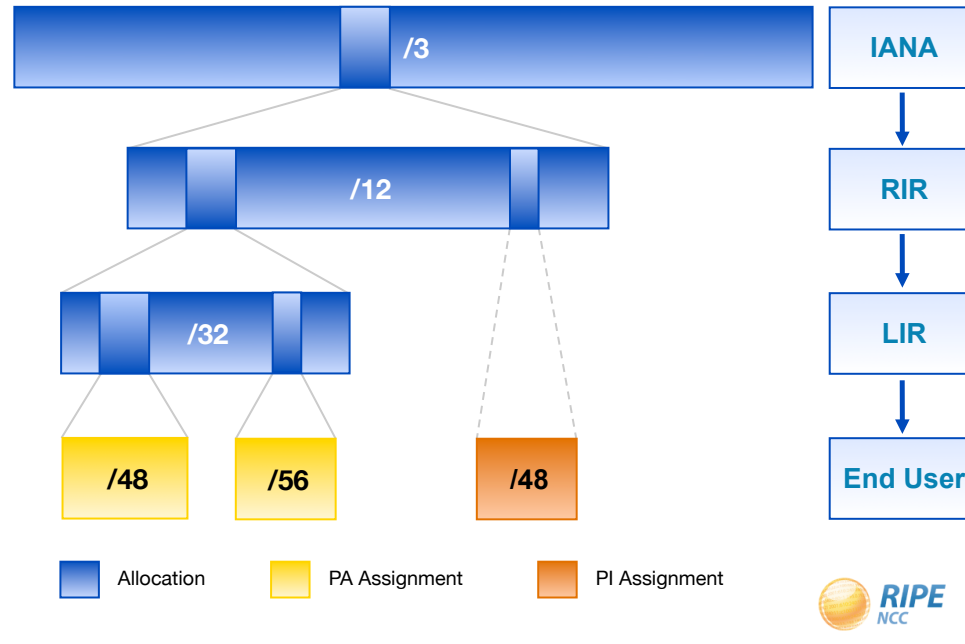 /3
IANA
/12
RIR
/32
LIR
/48
/56
/48
End User
Allocation
PA Assignment
PI Assignment
RIPE
NCC